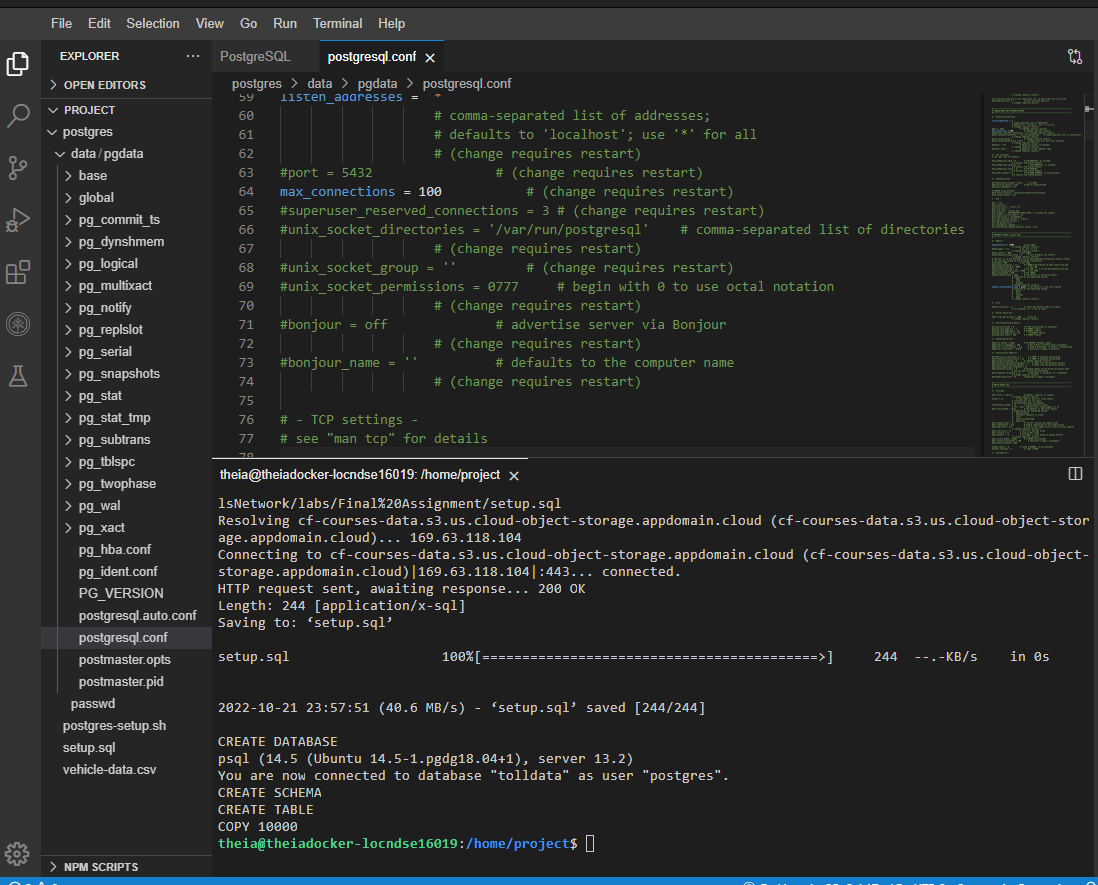 File Edit Selection View Go Run Terminal Help
EXPLORER ...
OPEN EDITORS
PROJECT
postgres
data/pgdata
base
global
pg_commit_ts
pg_dynshmem
pg_logical
pg_multixact
pg_notify
pg_replslot
pg_serial
pg_snapshots
pg_stat
pg_stat_tmp
pg_subtrans
pg_tblspc
pg_twophase
pg_wal
pg_xact
pg_hba.conf
pg_ident.conf
PG_VERSION
postgresql.auto.conf
postgresql.conf
postmaster.opts
postmaster.pid
passwd
postgres-setup.sh
setup.sql
vehicle-data.csv
NPM SCRIPTS
PostgreSQL postgresql.conf
postgres > data > pgdata > postgresql.conf
59 listen_addresses = '*'
60 # comma-separated list of addresses;
61 # defaults to 'localhost'; use '*' for all
62 # (change requires restart)
63 #port = 5432 # (change requires restart)
64 max_connections = 100 # (change requires restart)
65 #superuser_reserved_connections = 3 # (change requires restart)
66 #unix_socket_directories = '/var/run/postgresql' # comma-separated list of directories
67 # (change requires restart)
68 #unix_socket_group = '' # (change requires restart)
69 #unix_socket_permissions = 0777 # begin with 0 to use octal notation
70 # (change requires restart)
71 #bonjour = off # advertise server via Bonjour
72 # (change requires restart)
73 #bonjour_name = '' # defaults to the computer name
74 # (change requires restart)
75
76 # - TCP settings -
77 # see "man tcp" for details
78
theia@theiadocker-locndse16019: /home/project
lsNetwork/labs/Final%20Assignment/setup.sql
Resolving cf-courses-data.s3.us.cloud-object-storage.appdomain.cloud (cf-courses-data.s3.us.cloud-object-stor
age.appdomain.cloud)... 169.63.118.104
Connecting to cf-courses-data.s3.us.cloud-object-storage.appdomain.cloud (cf-courses-data.s3.us.cloud-object-
storage.appdomain.cloud)|169.63.118.104|:443... connected.
HTTP request sent, awaiting response... 200 OK
Length: 244 [application/x-sql]
Saving to: ‘setup.sql’
setup.sql 100%[==========================================>] 244 --.-KB/s in 0s
2022-10-21 23:57:51 (40.6 MB/s) - ‘setup.sql’ saved [244/244]
CREATE DATABASE
psql (14.5 (Ubuntu 14.5-1.pgdg18.04+1), server 13.2)
You are now connected to database "tolldata" as user "postgres".
CREATE SCHEMA
CREATE TABLE
COPY 10000
theia@theiadocker-locndse16019:/home/project$